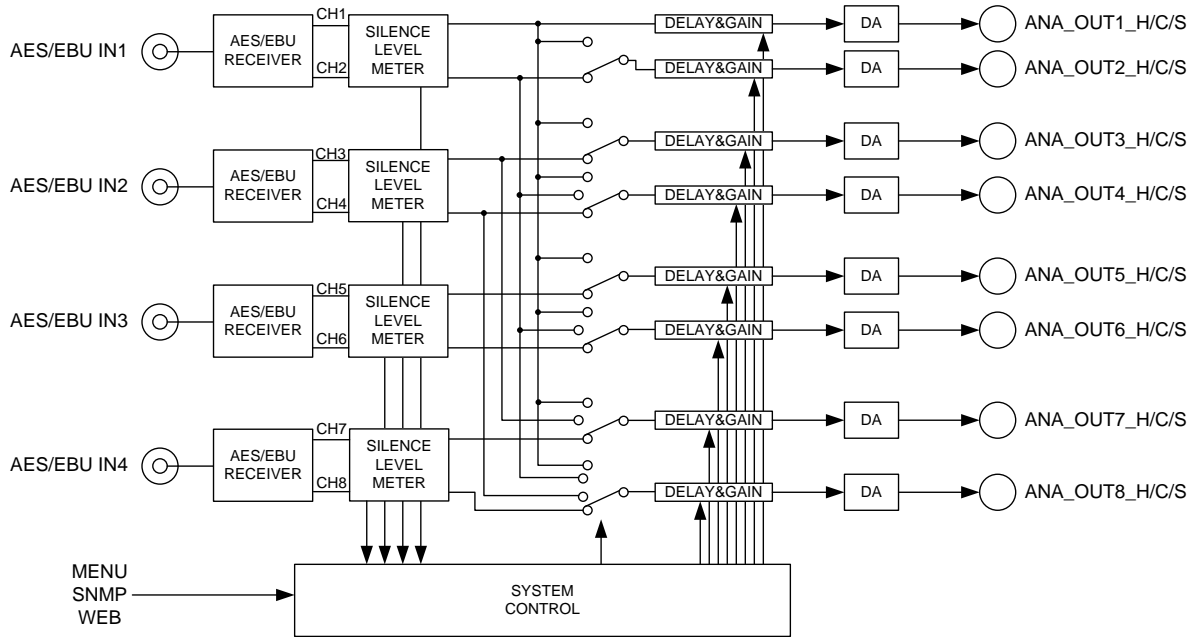 CH1
DELAY&GAIN
DA
ANA_OUT1_H/C/S
AES/EBU IN1
AES/EBU
RECEIVER
SILENCE
LEVEL
METER
CH2
DELAY&GAIN
DA
ANA_OUT2_H/C/S
CH3
DELAY&GAIN
DA
ANA_OUT3_H/C/S
AES/EBU IN2
AES/EBU
RECEIVER
SILENCE
LEVEL
METER
CH4
DELAY&GAIN
DA
ANA_OUT4_H/C/S
CH5
DELAY&GAIN
DA
ANA_OUT5_H/C/S
AES/EBU IN3
AES/EBU
RECEIVER
SILENCE
LEVEL
METER
CH6
DELAY&GAIN
DA
ANA_OUT6_H/C/S
CH7
DELAY&GAIN
DA
ANA_OUT7_H/C/S
AES/EBU IN4
AES/EBU
RECEIVER
SILENCE
LEVEL
METER
CH8
DELAY&GAIN
DA
ANA_OUT8_H/C/S
MENU
SNMP
WEB
SYSTEM
CONTROL